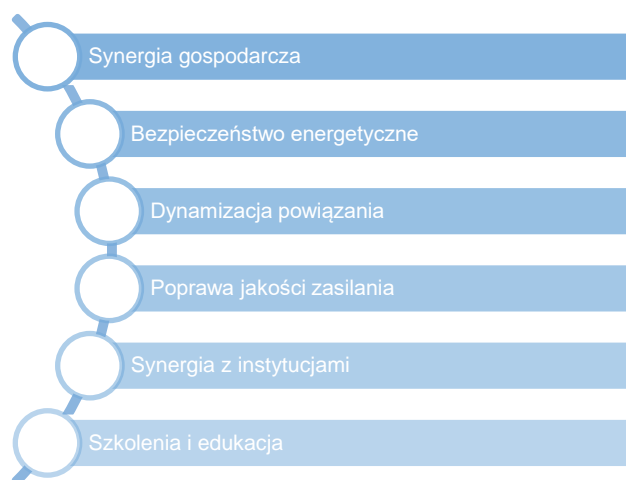 Synergia gospodarcza
Bezpieczeństwo energetyczne
Dynamizacja powiązania
Poprawa jakości zasilania
Synergia z instytucjami
Szkolenia i edukacja